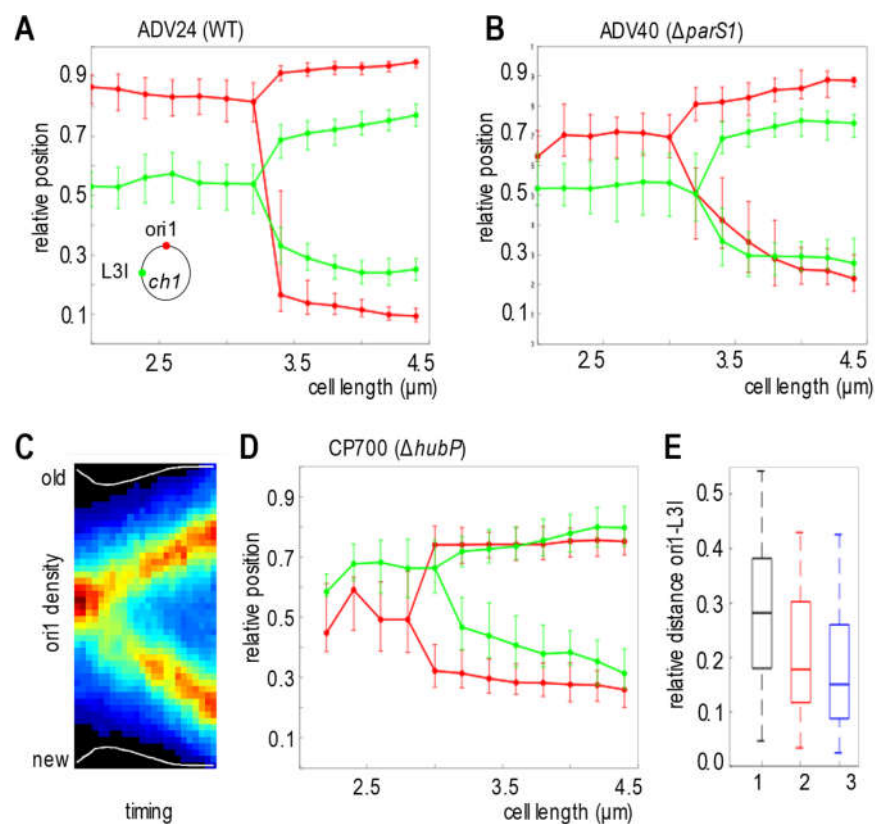 A
ADV24 (WT)
0.9
0.7
0.5
0.3
0.1
relative position
ori1
L3I
ch1
2.5
3.5
4.5
cell length (µm)
B
ADV40 (ΔparS1)
0.9
0.7
0.5
0.3
0.1
relative position
2.5
3.5
4.5
cell length (µm)
C
old
ori1 density
new
timing
D
CP700 (ΔhubP)
0.9
0.7
0.5
0.3
0.1
relative position
2.5
3.5
4.5
cell length (µm)
E
0.5
0.4
0.3
0.2
0.1
0.0
relative distance ori1-L3I
1 2 3